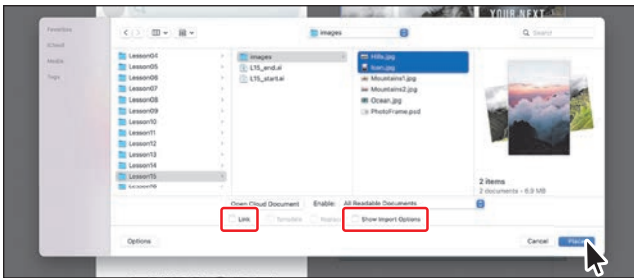 YOUR NEXT
Favorites
iCloud
Media
Tags
images
Search
Lesson04
Lesson05
Lesson06
Lesson07
Lesson08
Lesson09
Lesson10
Lesson11
Lesson12
Lesson13
Lesson14
Lesson15
Lesson16
images
L15_end.ai
L15_start.ai
Hills.jpg
Icon.jpg
Mountains1.jpg
Mountains2.jpg
Ocean.jpg
PhotoFrame.psd
2 items
2 documents - 6.9 MB
Open Cloud Document
Enable: All Readable Documents
Link
Template
Replace
Show Import Options
Options
Cancel
Place